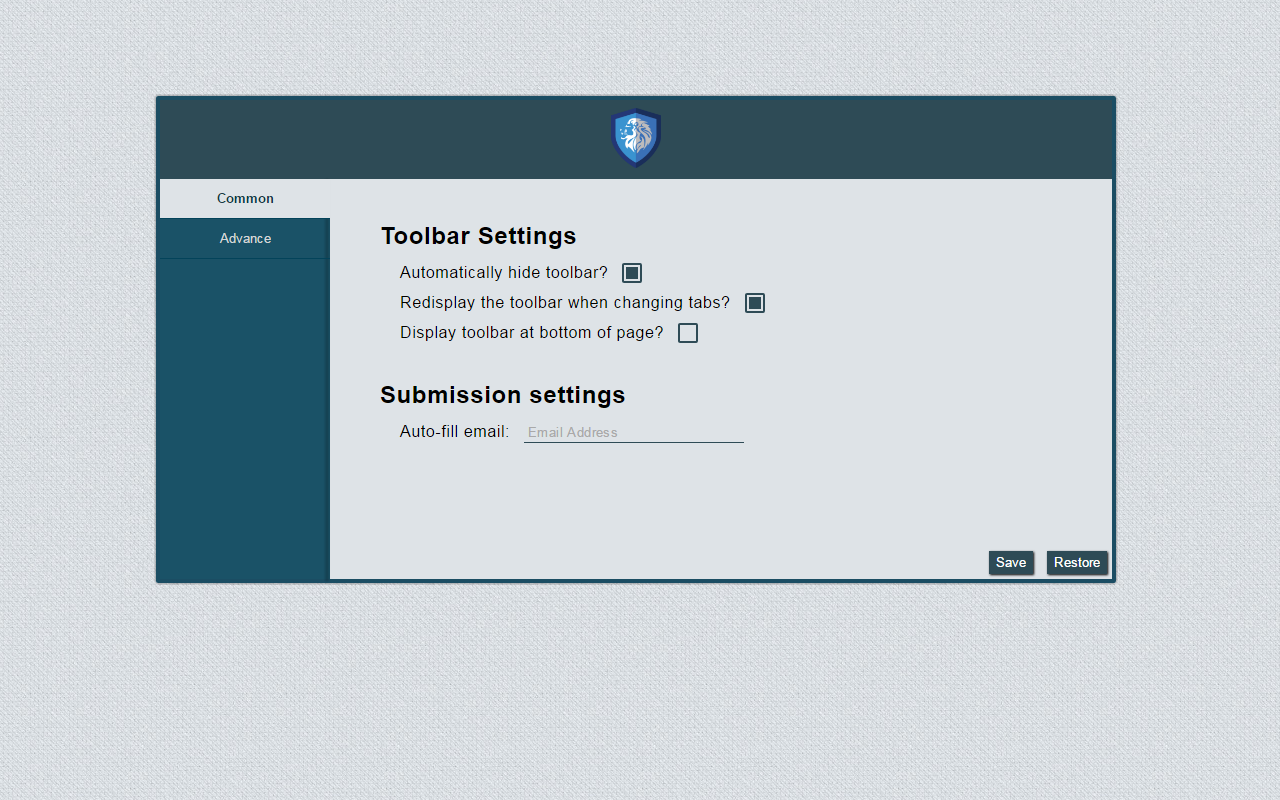 Common
Advance
Toolbar Settings
Automatically hide toolbar?
Redisplay the toolbar when changing tabs?
Display toolbar at bottom of page?
Submission settings
Auto-fill email: Email Address
Save Restore